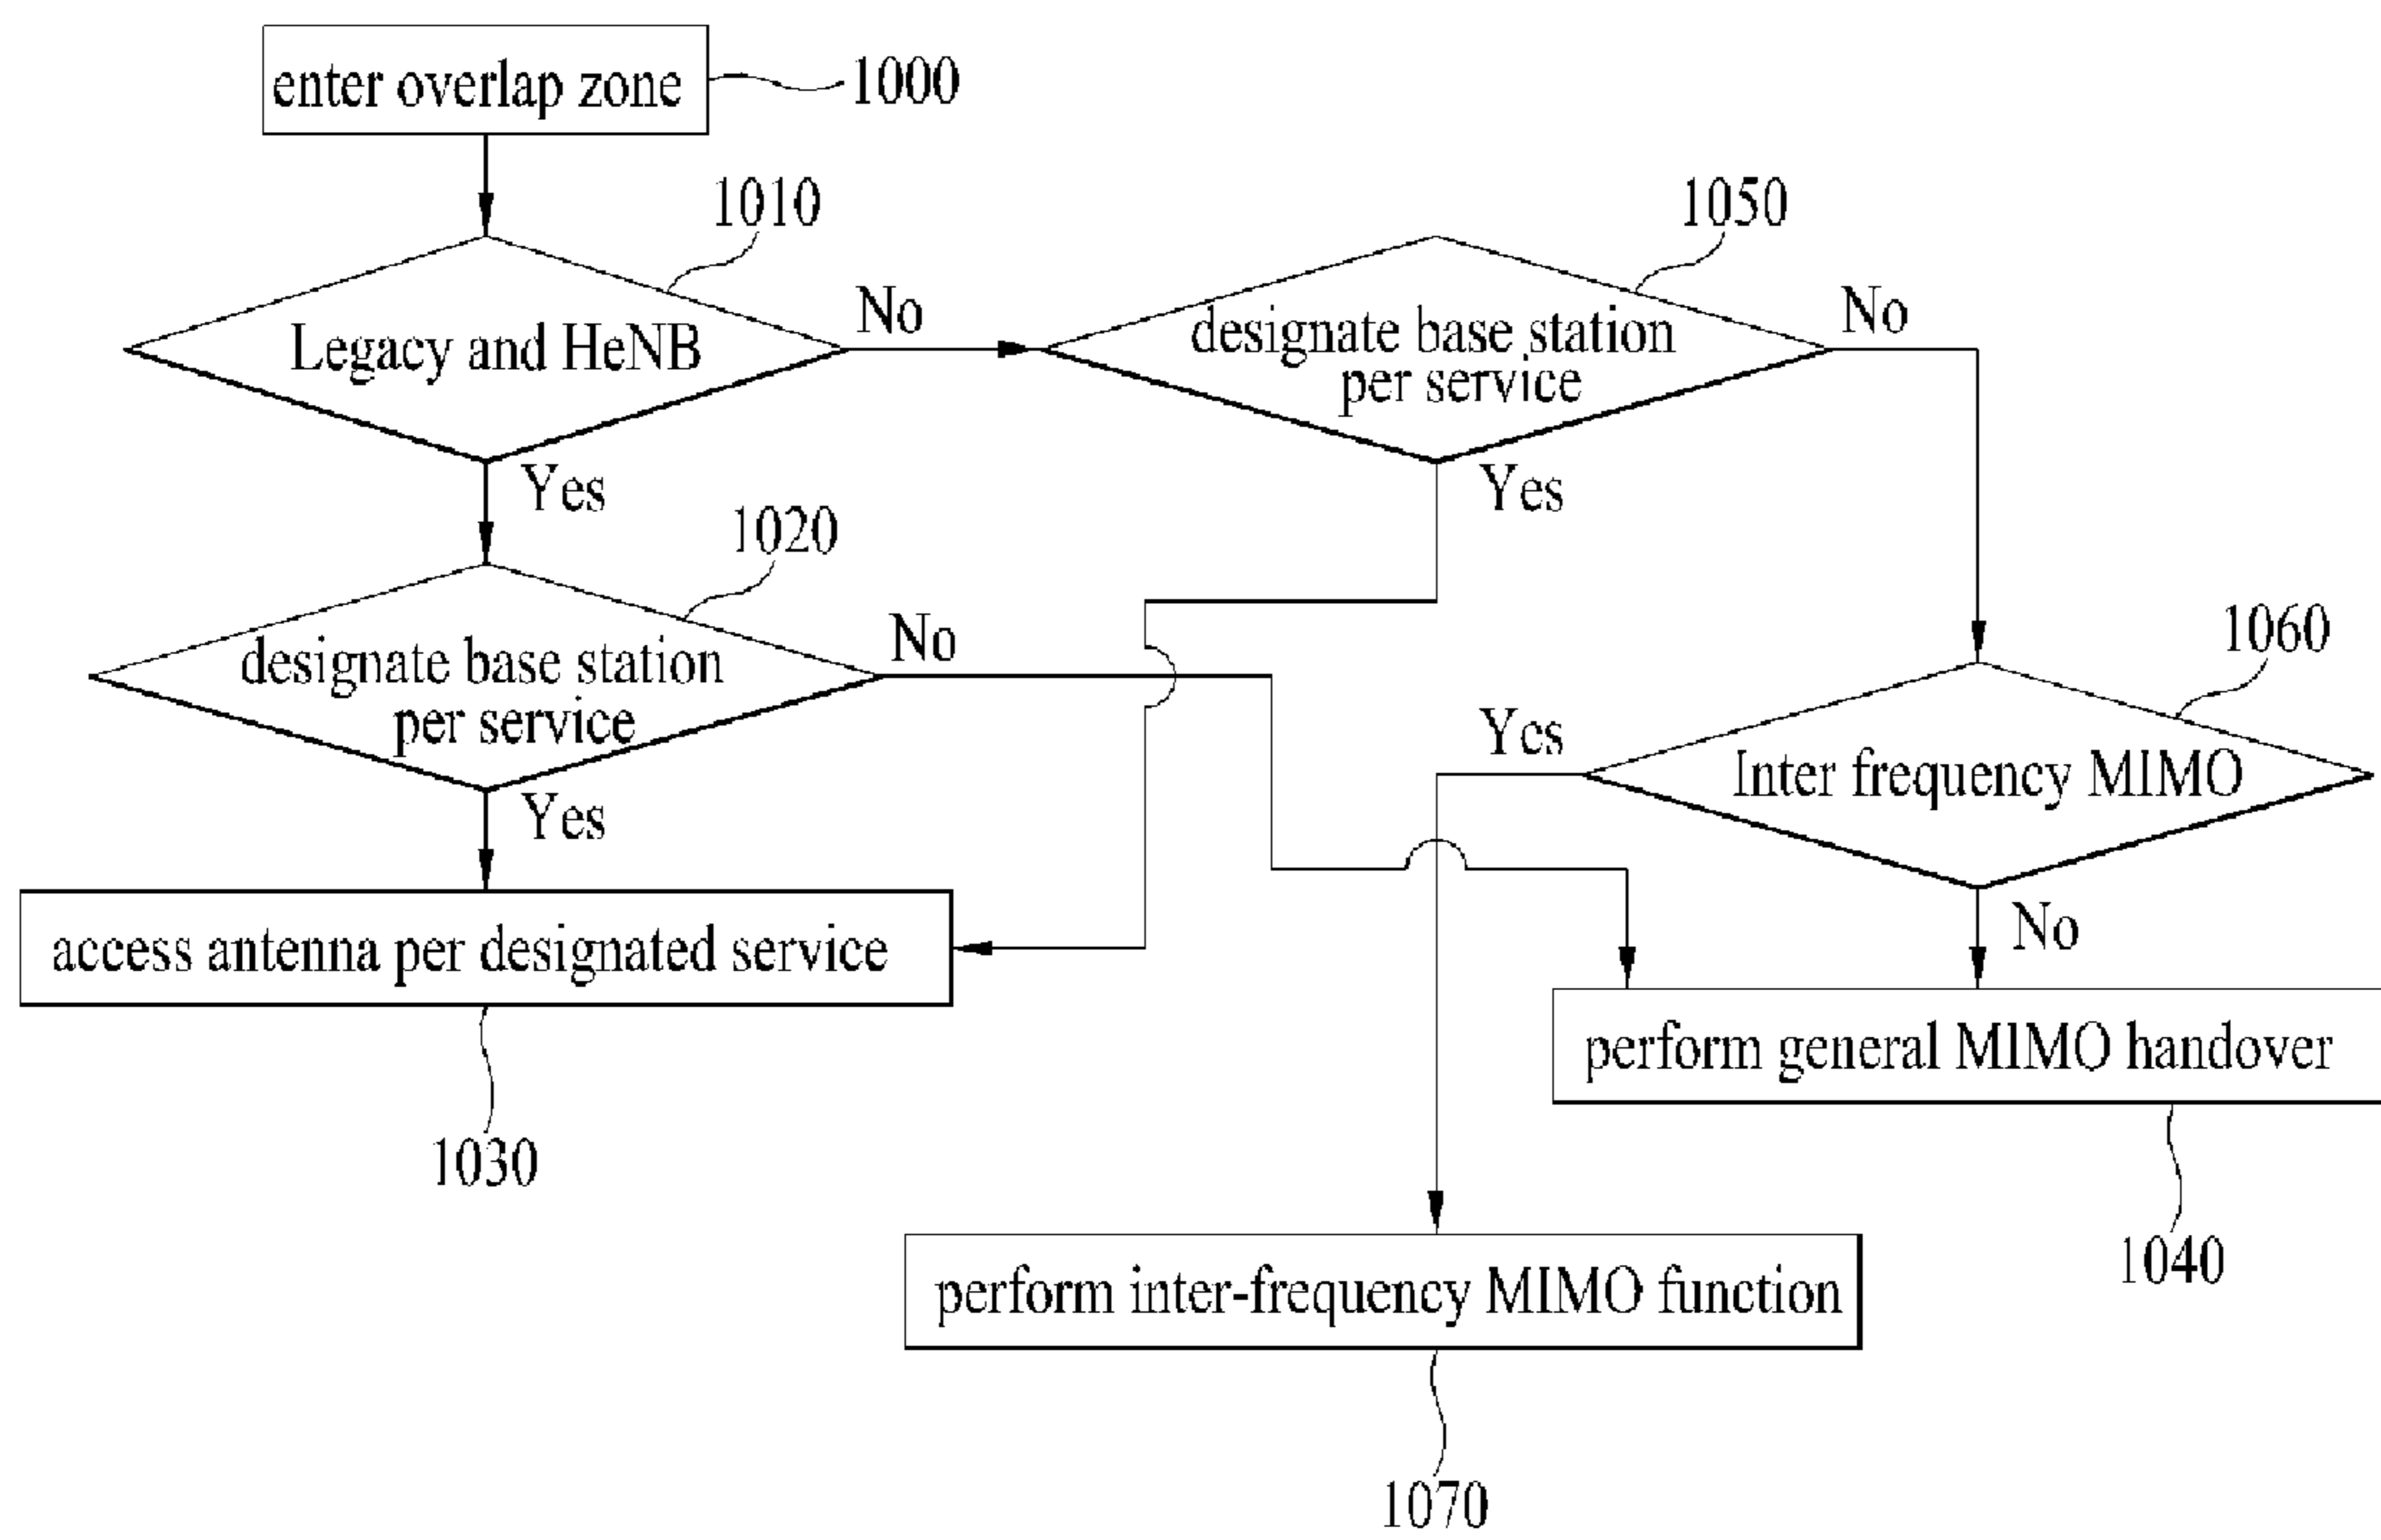 enter overlap zone
1000
1010
1050
Legacy and HeNB
No
designate base station
per service
No
Yes
Yes
1020
1060
designate base station
per service
No
Yes
Inter frequency MIMO
Yes
No
access antenna per designated service
perform general MIMO handover
1030
1040
perform inter-frequency MIMO function
1070